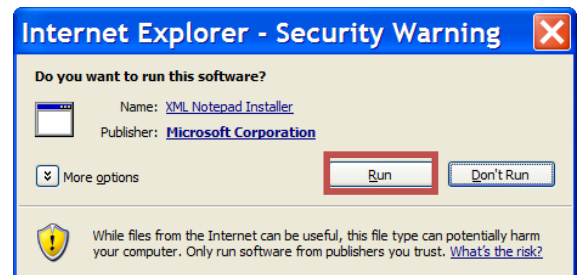 Internet Explorer - Security Warning
Do you want to run this software?
Name: XML Notepad Installer
Publisher: Microsoft Corporation
More options
Run
Don't Run
While files from the Internet can be useful, this file type can potentially harm
your computer. Only run software from publishers you trust. What's the risk?